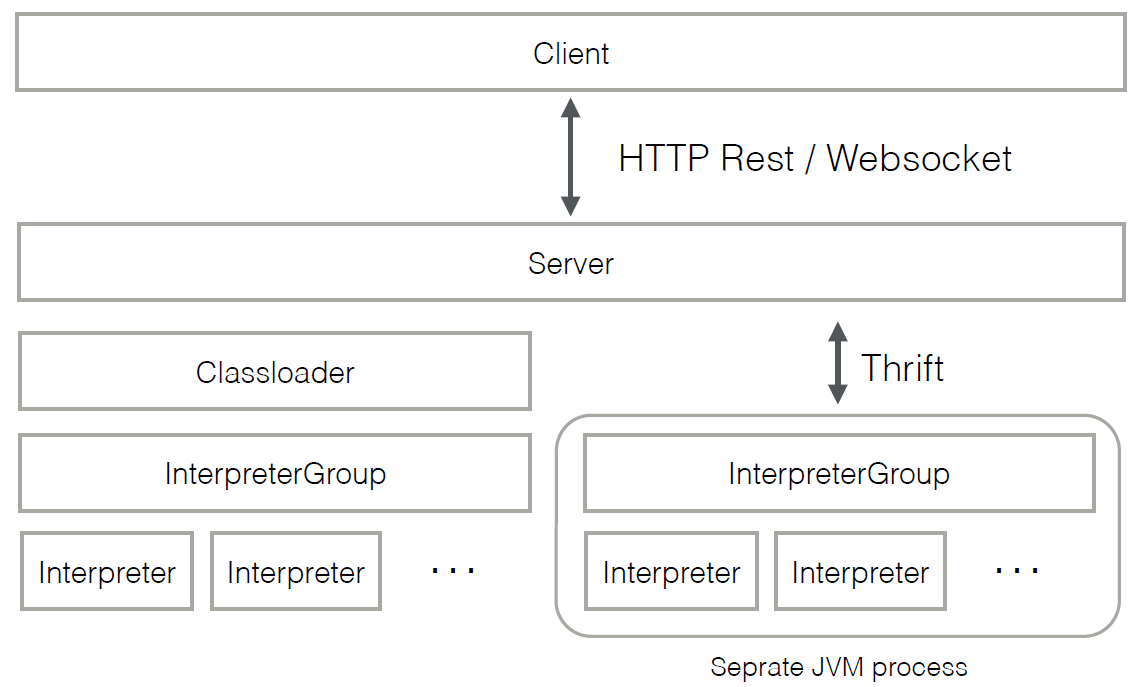 Client
HTTP Rest / Websocket
Server
Classloader
Thrift
InterpreterGroup
InterpreterGroup
Interpreter
Interpreter
...
Interpreter
Interpreter
...
Seprate JVM process